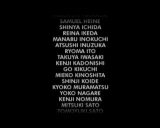 SAMUEL HEINE
SHINYA ICHIDA
REINA IKEDA
MANABU INOKUCHI
ATSUSHI INUZUKA
RYOMA ITO
TAKUYA IWASAKI
KENJI KADONISHI
GO KIKUCHI
MIEKO KINOSHITA
SHINJI KOIDE
KYOKO MURAMATSU
YOKO NAGARE
KENJI NOMURA
MITSUKI SATO